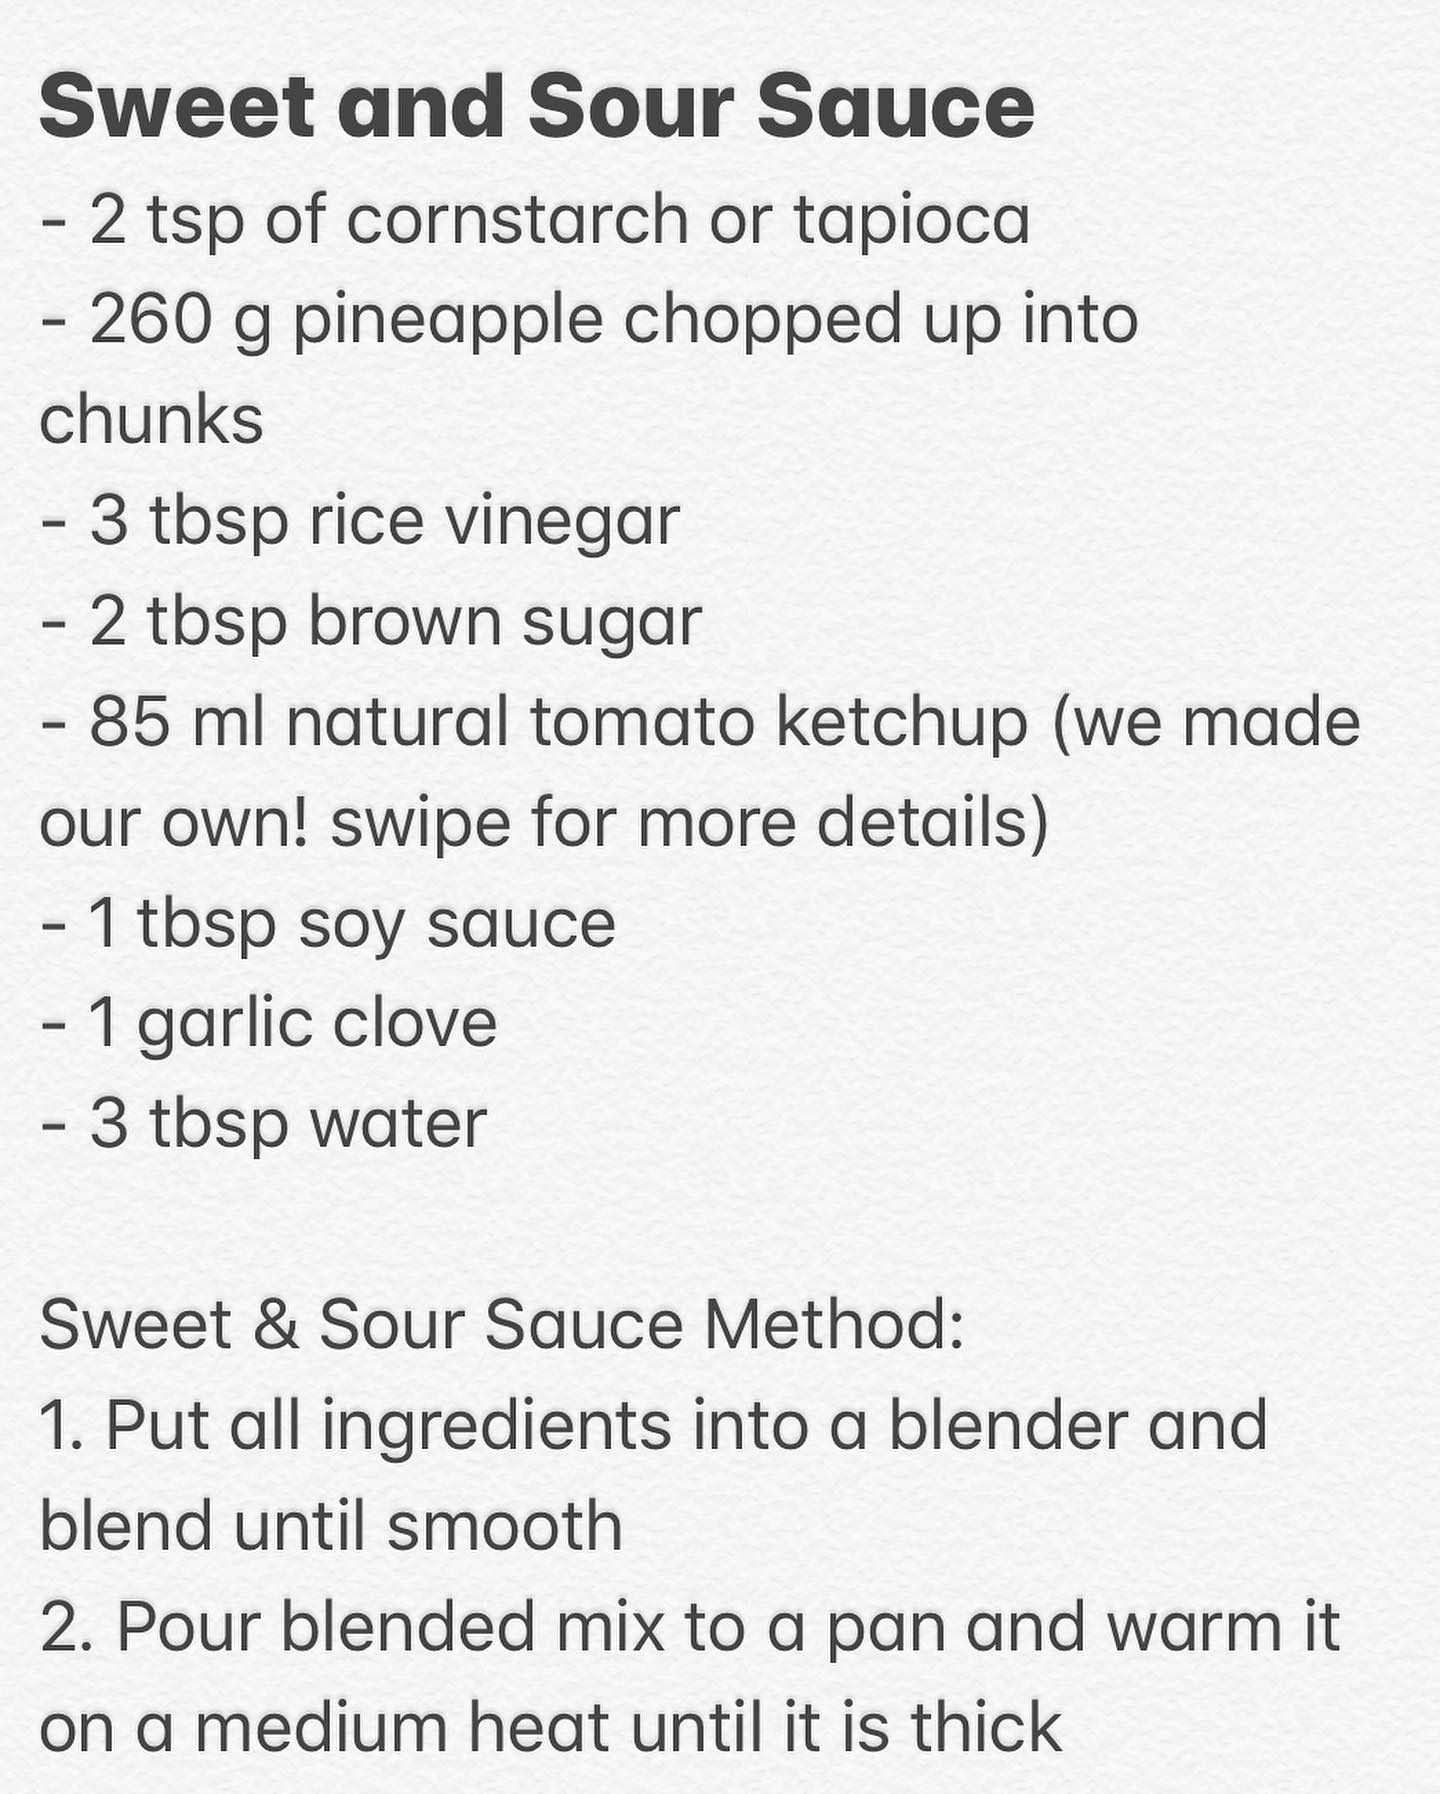 Sweet and Sour Sauce
- 2 tsp of cornstarch or tapioca
- 260 g pineapple chopped up into
chunks
- 3 tbsp rice vinegar
- 2 tbsp brown sugar
- 85 ml natural tomato ketchup (we made
our own! swipe for more details)
- 1 tbsp soy sauce
- 1 garlic clove
- 3 tbsp water
Sweet & Sour Sauce Method:
1. Put all ingredients into a blender and
blend until smooth
2. Pour blended mix to a pan and warm it
on a medium heat until it is thick